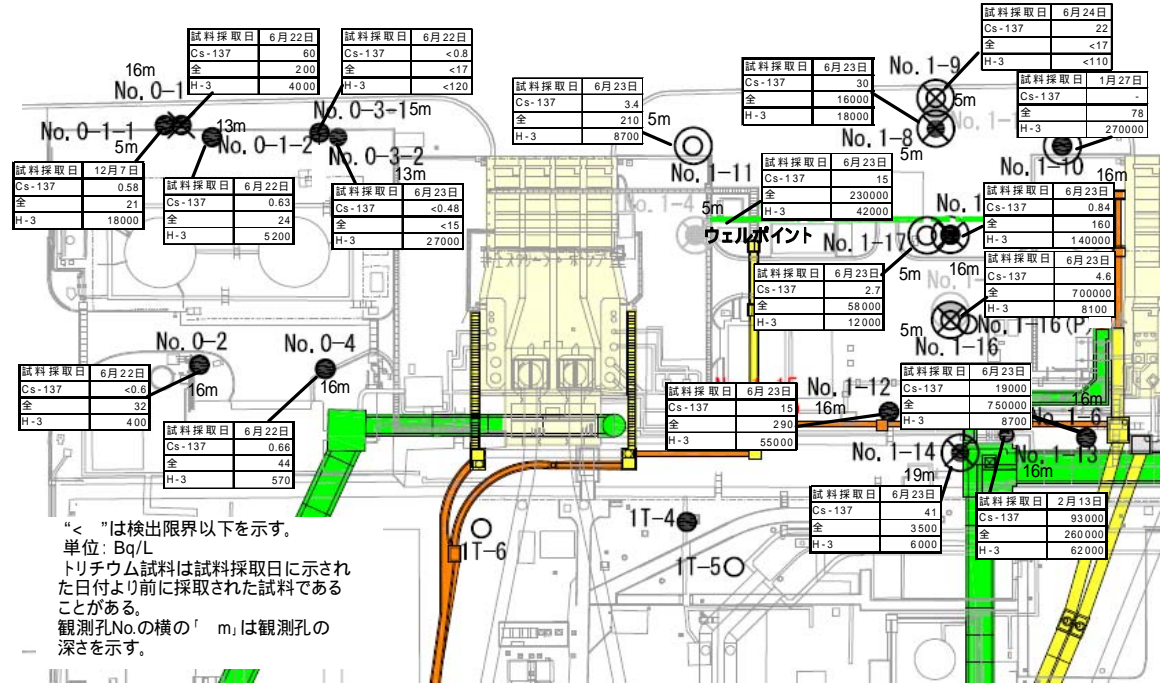 試料採取日 6月22日
Cs-137 60
全 200
H-3 4000
試料採取日 6月22日
Cs-137 <0.8
全 <17
H-3 <120
試料採取日 6月23日
Cs-137 3.4
全 210
H-3 8700
試料採取日 6月23日
Cs-137 30
全 16000
H-3 18000
試料採取日 6月24日
Cs-137 22
全 <17
H-3 <110
試料採取日 1月27日
Cs-137 -
全 78
H-3 270000
16m
No. 0-1
No. 0-1-1
5m
13m
No. 0-1-2
No. 0-3-1
5m
No. 0-3-2
13m
5m
No. 1-11
No. 1-9
5m
No. 1-8
5m
No. 1-10
16m
試料採取日 12月7日
Cs-137 0.58
全 21
H-3 18000
試料採取日 6月22日
Cs-137 0.63
全 24
H-3 5200
試料採取日 6月23日
Cs-137 <0.48
全 <15
H-3 27000
試料採取日 6月23日
Cs-137 15
全 230000
H-3 42000
試料採取日 6月23日
Cs-137 0.84
全 160
H-3 140000
No. 1-4
5m
ウェルポイント
No. 1-17
5m
No. 1
16m
試料採取日 6月23日
Cs-137 2.7
全 58000
H-3 12000
試料採取日 6月23日
Cs-137 4.6
全 700000
H-3 8100
5m
No. 1-16(P)
No. 1-16
No. 0-2
16m
No. 0-4
16m
試料採取日 6月22日
Cs-137 <0.6
全 32
H-3 400
試料採取日 6月22日
Cs-137 0.66
全 44
H-3 570
試料採取日 6月23日
Cs-137 15
全 290
H-3 55000
No. 1-12
16m
試料採取日 6月23日
Cs-137 19000
全 750000
H-3 8700
16m
No. 1-6
No. 1-14
19m
No. 1-13
16m
試料採取日 6月23日
Cs-137 41
全 3500
H-3 6000
試料採取日 2月13日
Cs-137 93000
全 260000
H-3 62000
1T-6
1T-4
1T-5
“< ”は検出限界以下を示す。
単位: Bq/L
トリチウム試料は試料採取日に示され
た日付より前に採取された試料である
ことがある。
観測孔No.の横の「 m」は観測孔の
深さを示す。